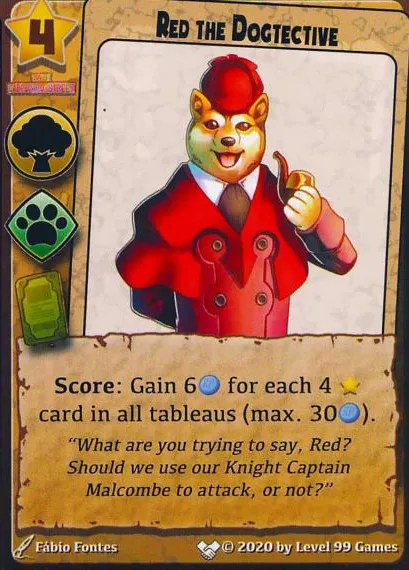 RED THE DOGTECTIVE
4
Score: Gain 6 for each 4
card in all tableaus (max. 30).
“What are you trying to say, Red?
Should we use our Knight Captain
Malcombe to attack, or not?”
Fábio Fontes
© 2020 by Level 99 Games